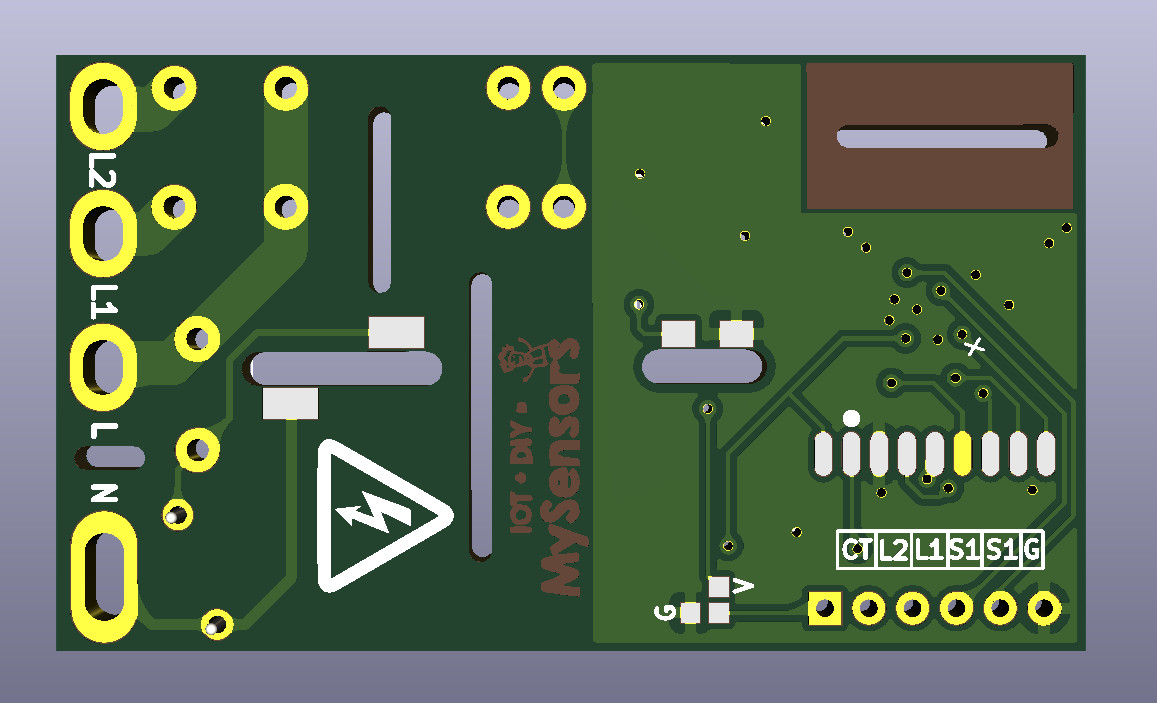 L2
L1
L
N
IOT • DIY •
MySensors
+
CT L2 L1 S1 S1 G
V
G